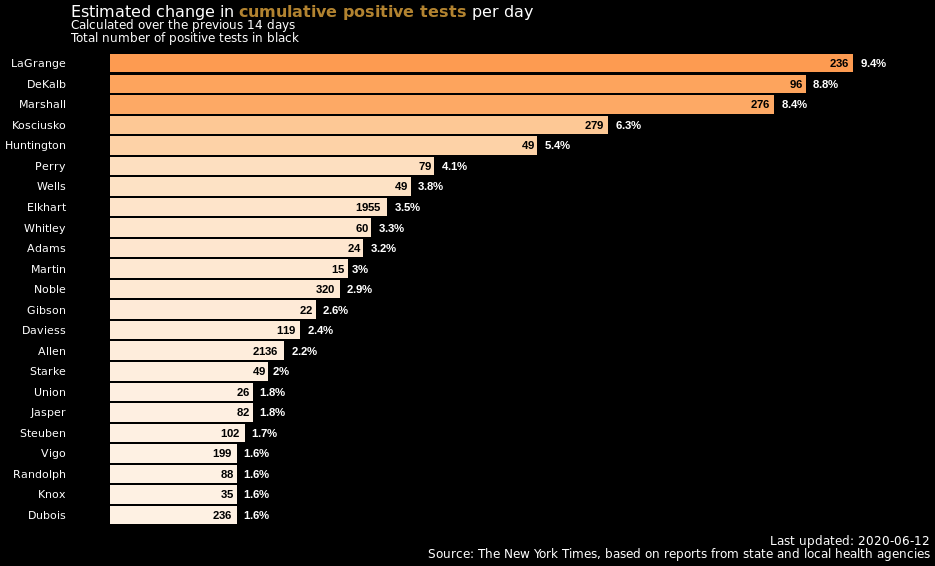 Estimated change in cumulative positive tests per day
Calculated over the previous 14 days
Total number of positive tests in black
LaGrange 236 9.4%
DeKalb 96 8.8%
Marshall 276 8.4%
Kosciusko 279 6.3%
Huntington 49 5.4%
Perry 79 4.1%
Wells 49 3.8%
Elkhart 1955 3.5%
Whitley 60 3.3%
Adams 24 3.2%
Martin 15 3%
Noble 320 2.9%
Gibson 22 2.6%
Daviess 119 2.4%
Allen 2136 2.2%
Starke 49 2%
Union 26 1.8%
Jasper 82 1.8%
Steuben 102 1.7%
Vigo 199 1.6%
Randolph 88 1.6%
Knox 35 1.6%
Dubois 236 1.6%
Last updated: 2020-06-12
Source: The New York Times, based on reports from state and local health agencies